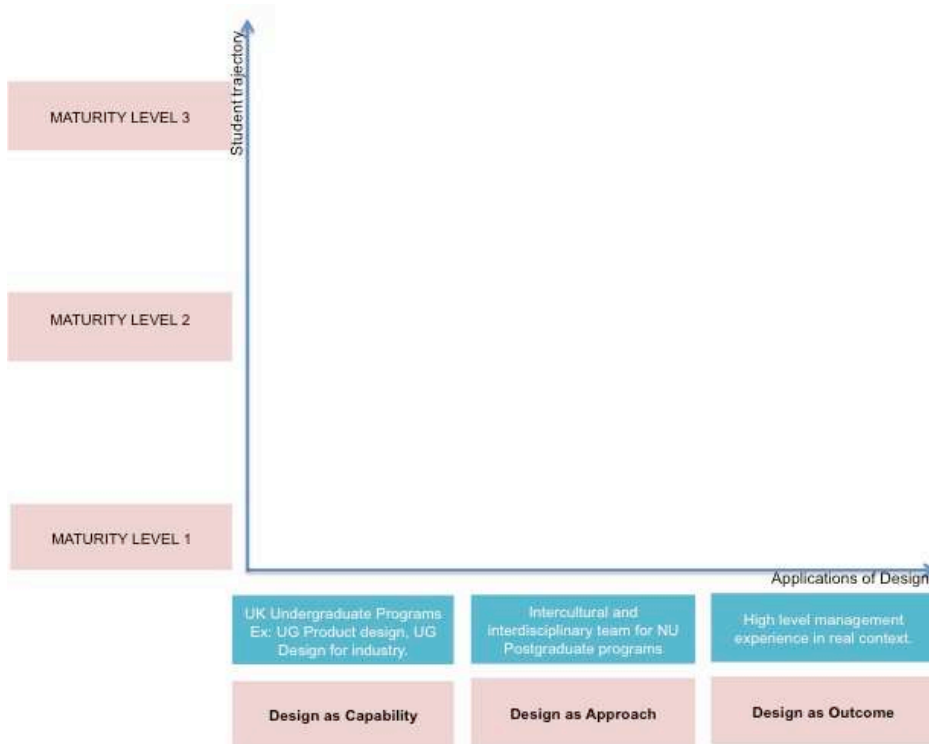 Student trajectory
MATURITY LEVEL 3
MATURITY LEVEL 2
MATURITY LEVEL 1
Applications of Design
UK Undergraduate Programs
Ex: UG Product design, UG
Design for industry.
Intercultural and
interdisciplinary team for NU
Postgraduate programs
High level management
experience in real context.
Design as Capability
Design as Approach
Design as Outcome